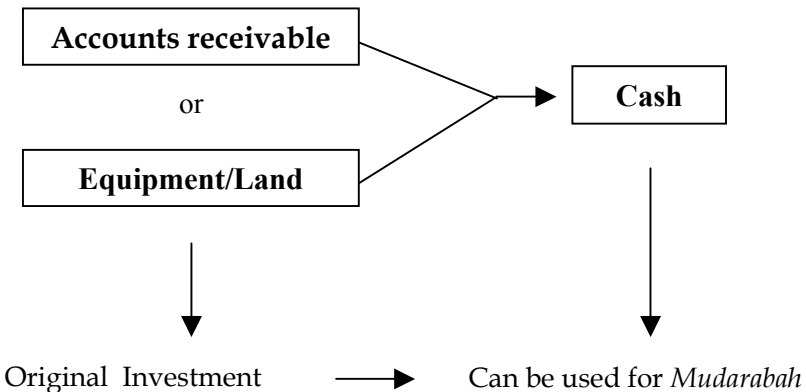 Accounts receivable
or
Cash
Equipment/Land
Original Investment
Can be used for Mudarabah